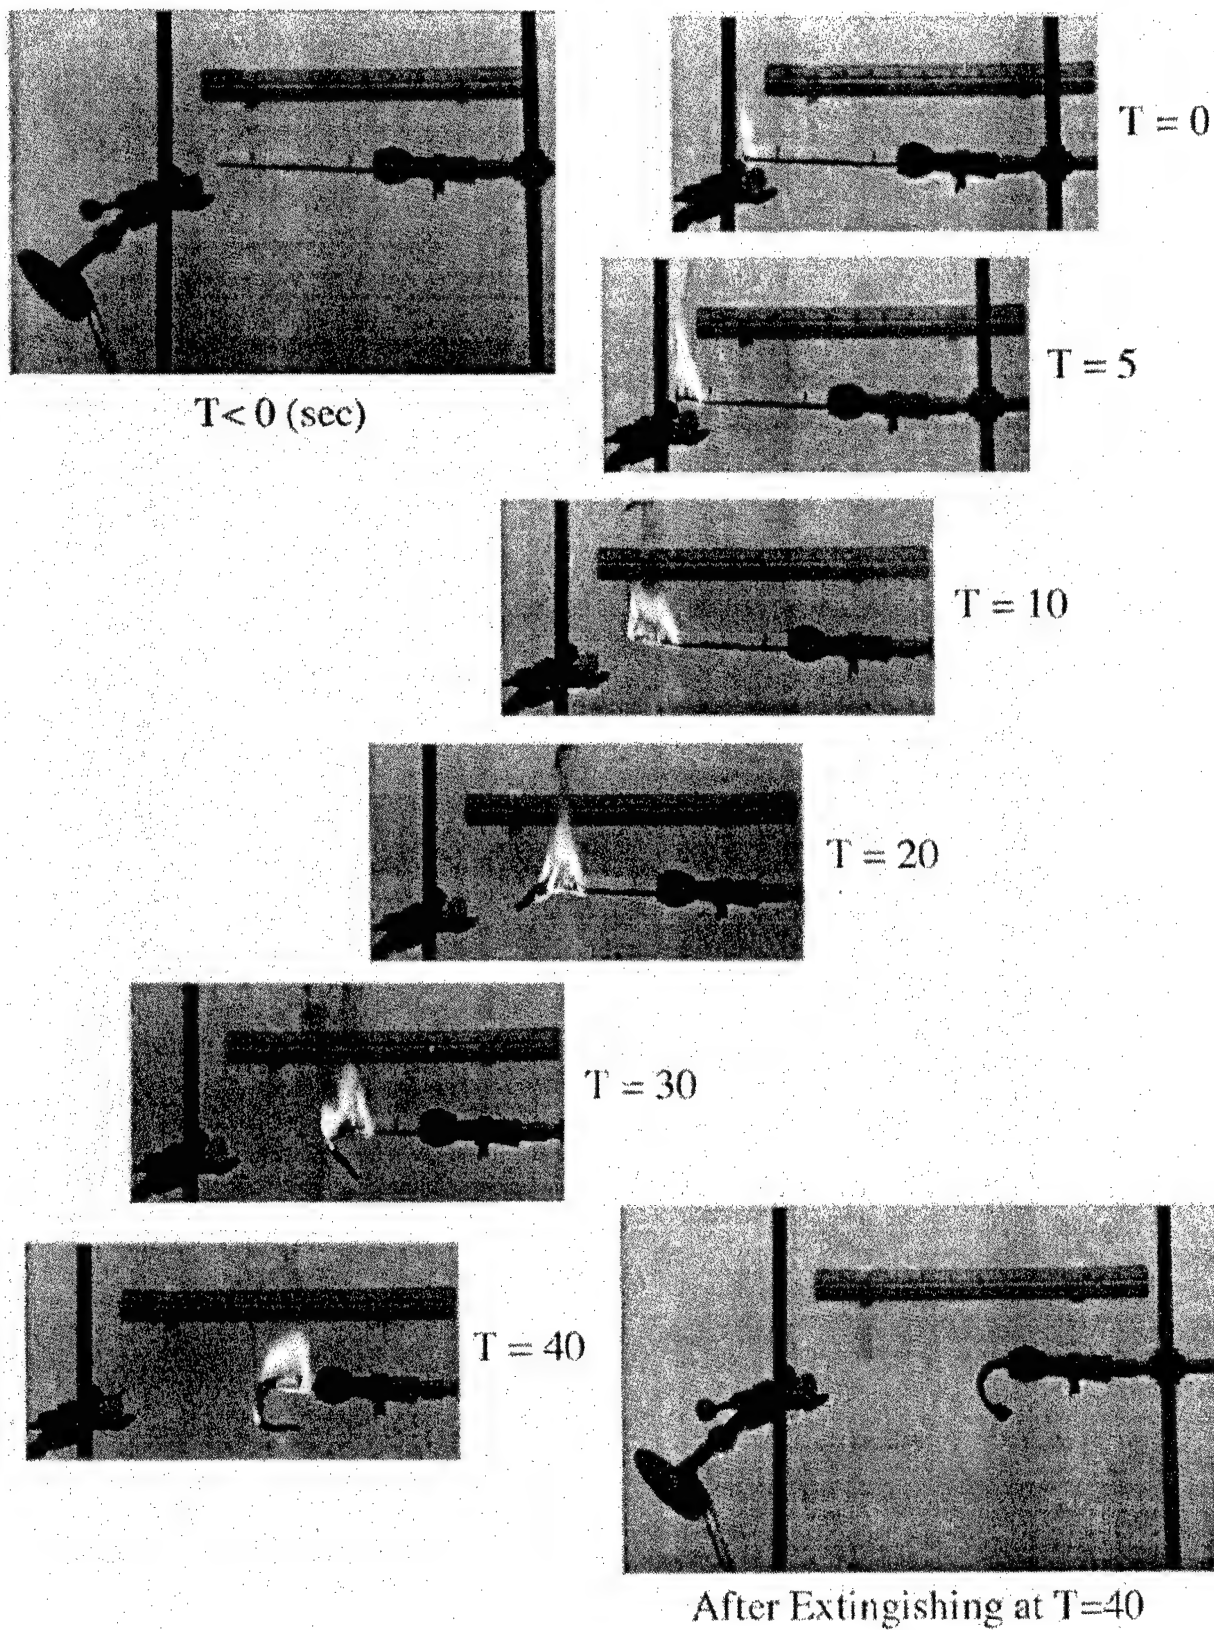 T< 0 (sec)
T = 0
T = 5
T = 10
T = 20
T = 30
T = 40
After Extingishing at T=40